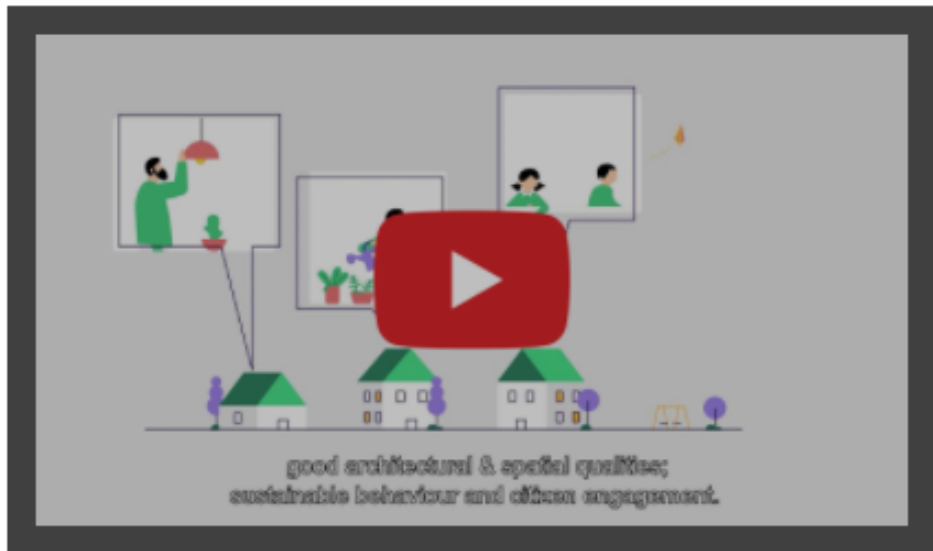 good architectural & spatial qualities;
sustainable behaviour and citizen engagement.